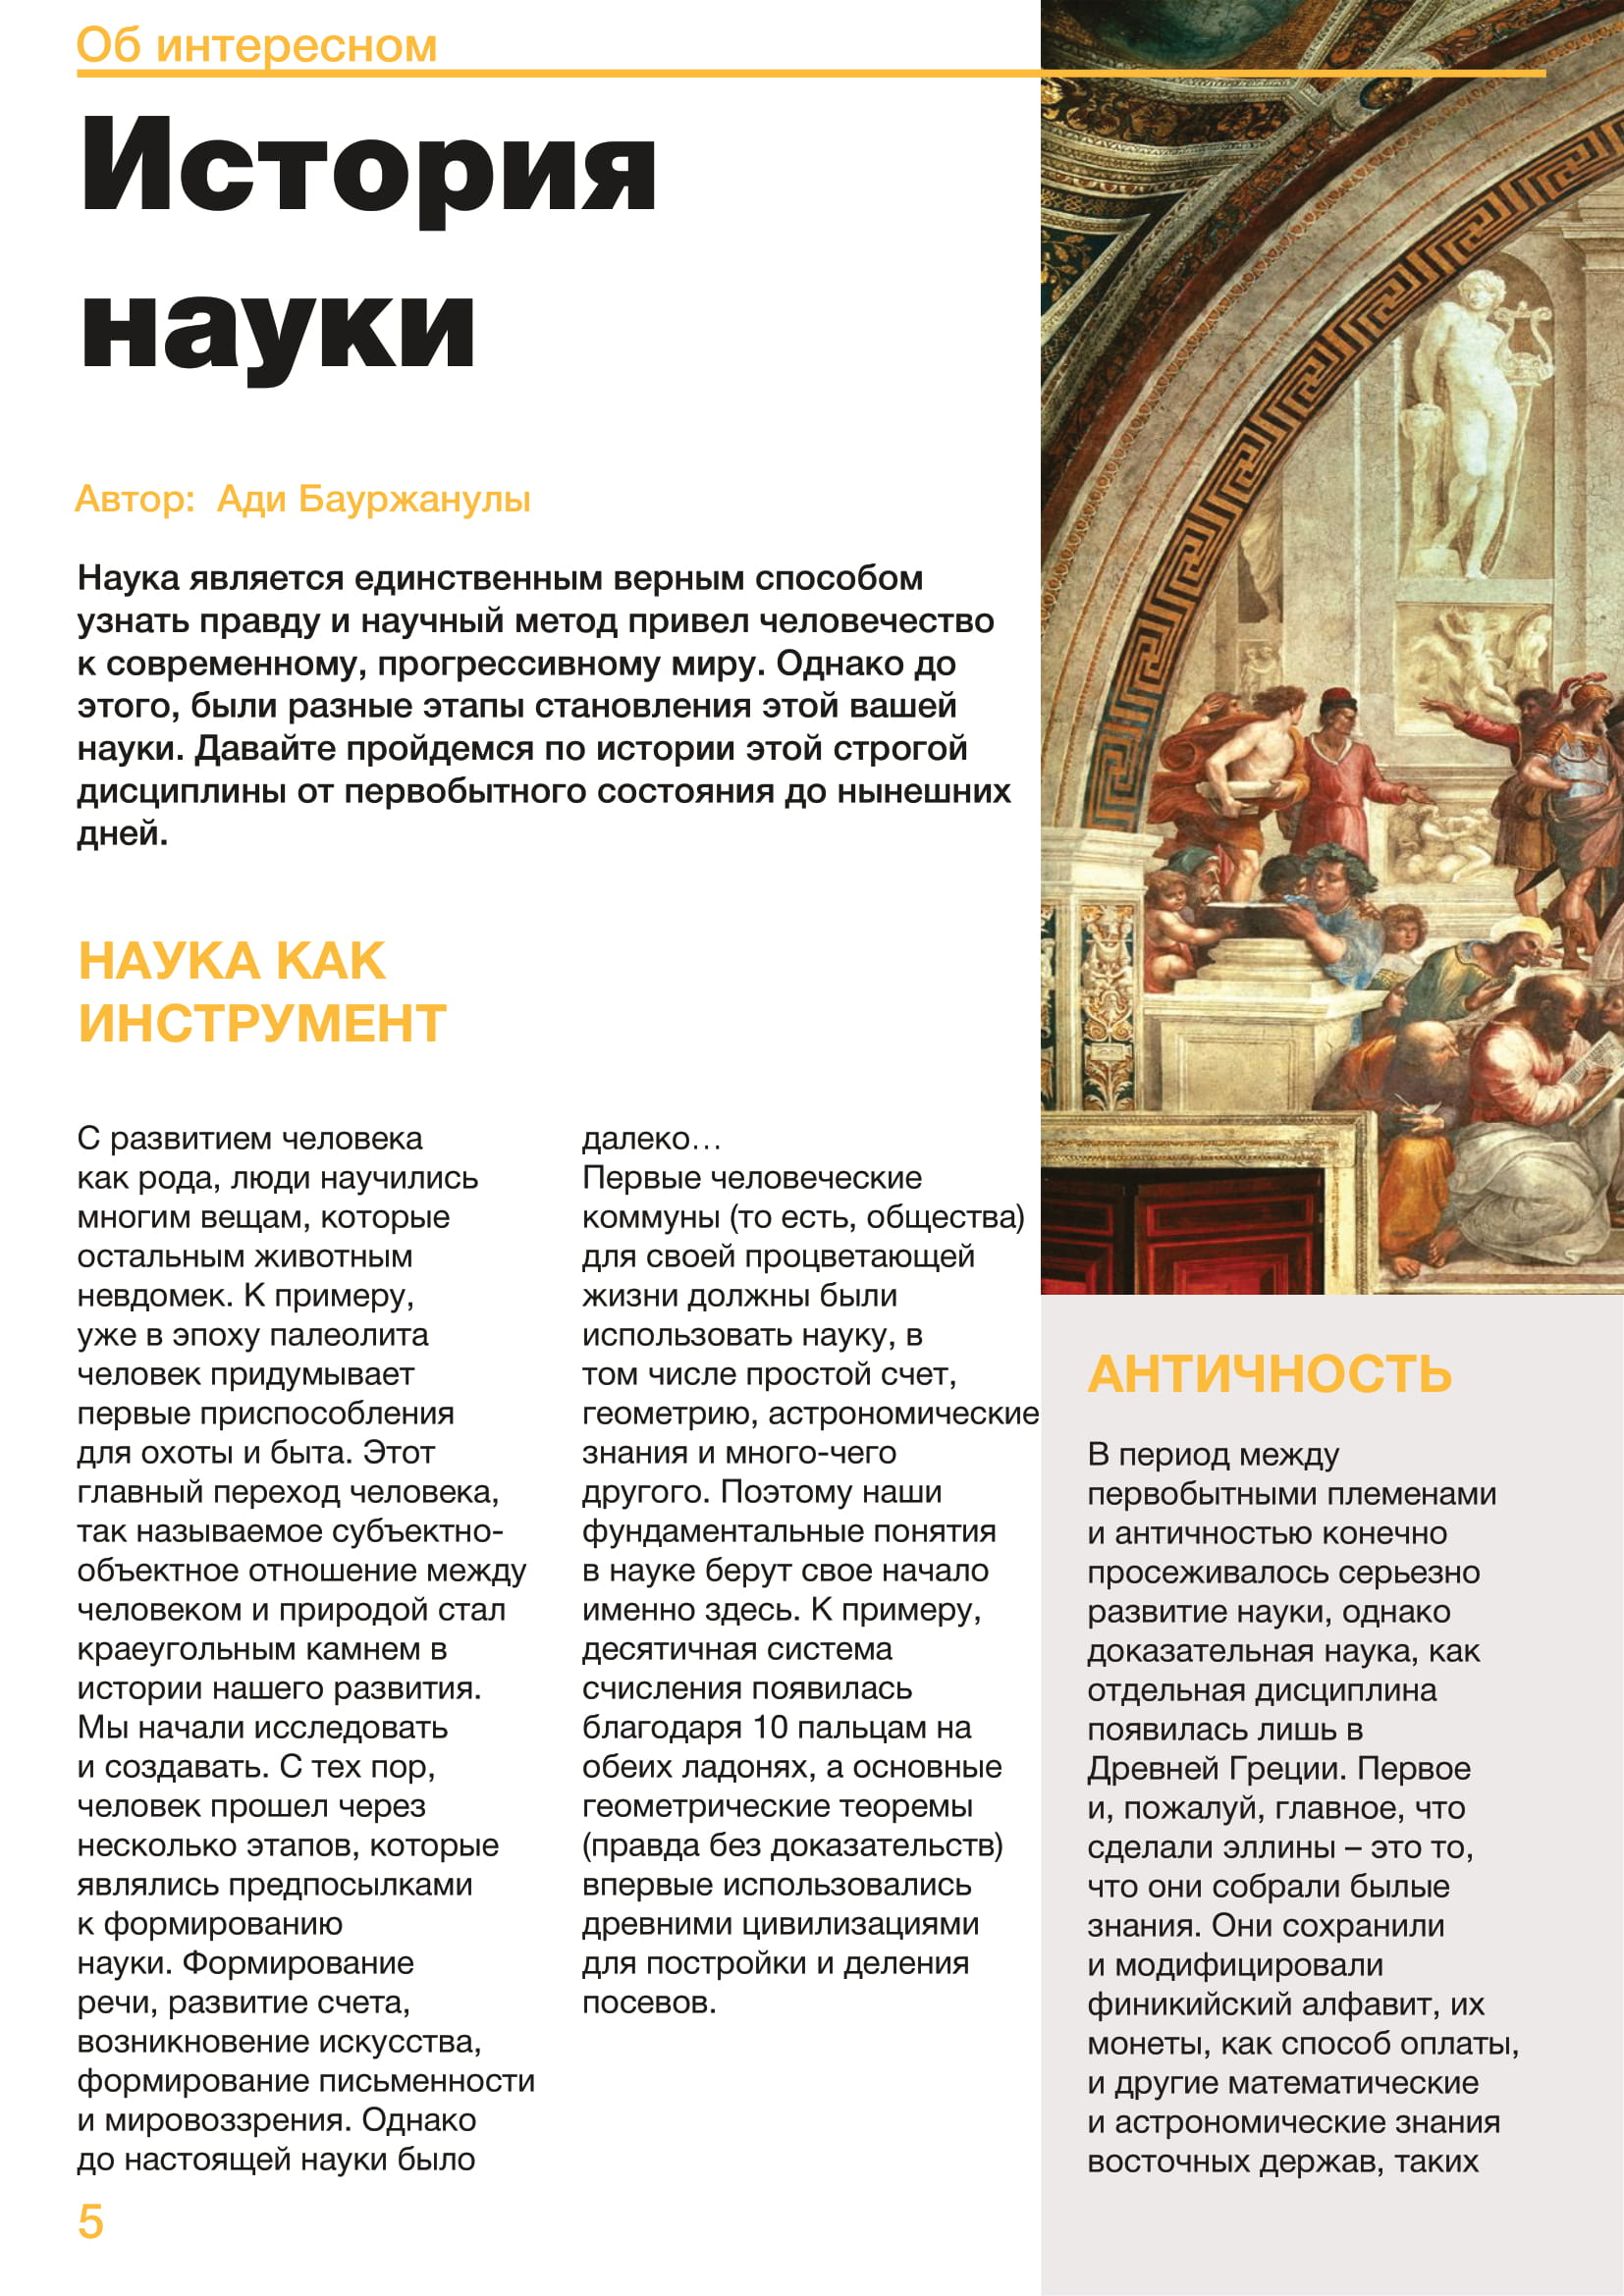 Об интересном
История
науки
Автор:  Ади Бауржанулы
Наука является единственным верным способом
узнать правду и научный метод привел человечество
к современному, прогрессивному миру. Однако до
этого, были разные этапы становления этой вашей
науки. Давайте пройдемся по истории этой строгой
дисциплины от первобытного состояния до нынешних
дней.
НАУКА КАК
ИНСТРУМЕНТ
С развитием человека
как рода, люди научились
многим вещам, которые
остальным животным
невдомек. К примеру,
уже в эпоху палеолита
человек придумывает
первые приспособления
для охоты и быта. Этот
главный переход человека,
так называемое субъектно-
объектное отношение между
человеком и природой стал
краеугольным камнем в
истории нашего развития.
Мы начали исследовать
и создавать. С тех пор,
человек прошел через
несколько этапов, которые
являлись предпосылками
к формированию
науки. Формирование
речи, развитие счета,
возникновение искусства,
формирование письменности
и мировоззрения. Однако
до настоящей науки было
далеко…
Первые человеческие
коммуны (то есть, общества)
для своей процветающей
жизни должны были
использовать науку, в
том числе простой счет,
геометрию, астрономические
знания и много-чего
другого. Поэтому наши
фундаментальные понятия
в науке берут свое начало
именно здесь. К примеру,
десятичная система
счисления появилась
благодаря 10 пальцам на
обеих ладонях, а основные
геометрические теоремы
(правда без доказательств)
впервые использовались
древними цивилизациями
для постройки и деления
посевов.
АНТИЧНОСТЬ
В период между
первобытными племенами
и античностью конечно
просеживалось серьезно
развитие науки, однако
доказательная наука, как
отдельная дисциплина
появилась лишь в
Древней Греции. Первое
и, пожалуй, главное, что
сделали эллины – это то,
что они собрали былые
знания. Они сохранили
и модифицировали
финикийский алфавит, их
монеты, как способ оплаты,
и другие математические
и астрономические знания
восточных держав, таких
5